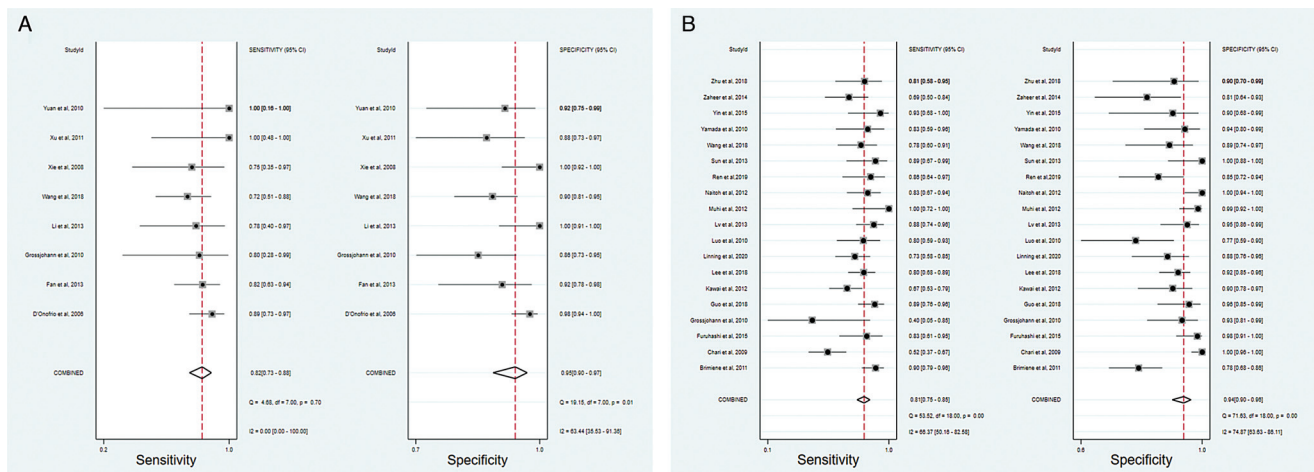 A
StudyId SENSITIVITY (95% CI)
Yuan et al, 2010 1.00 [0.16 - 1.00]
Xu et al, 2011 1.00 [0.48 - 1.00]
Xie et al, 2008 0.75 [0.35 - 0.97]
Wang et al, 2018 0.72 [0.51 - 0.88]
Li et al, 2013 0.78 [0.40 - 0.97]
Grossjohann et al, 2010 0.80 [0.28 - 0.99]
Fan et al, 2013 0.82 [0.63 - 0.94]
D'Onofrio et al, 2006 0.89 [0.73 - 0.97]
COMBINED 0.82[0.73 - 0.88]
Q = 4.68, df = 7.00, p = 0.70
I2 = 0.00 [0.00 - 100.00]
0.2 1.0
Sensitivity
StudyId SPECIFICITY (95% CI)
Yuan et al, 2010 0.92 [0.75 - 0.99]
Xu et al, 2011 0.88 [0.73 - 0.97]
Xie et al, 2008 1.00 [0.92 - 1.00]
Wang et al, 2018 0.90 [0.81 - 0.95]
Li et al, 2013 1.00 [0.91 - 1.00]
Grossjohann et al, 2010 0.86 [0.73 - 0.95]
Fan et al, 2013 0.92 [0.78 - 0.98]
D'Onofrio et al, 2006 0.98 [0.94 - 1.00]
COMBINED 0.95[0.90 - 0.97]
Q = 19.15, df = 7.00, p = 0.01
I2 = 63.44 [35.53 - 91.36]
0.7 1.0
Specificity
B
StudyId SENSITIVITY (95% CI)
Zhu et al, 2018 0.81 [0.58 - 0.95]
Zaheer et al, 2014 0.69 [0.50 - 0.84]
Yin et al, 2015 0.93 [0.68 - 1.00]
Yamada et al, 2010 0.83 [0.59 - 0.96]
Wang et al, 2018 0.78 [0.60 - 0.91]
Sun et al, 2013 0.89 [0.67 - 0.99]
Ren et al,2019 0.86 [0.64 - 0.97]
Naitoh et al, 2012 0.83 [0.67 - 0.94]
Muhi et al, 2012 1.00 [0.72 - 1.00]
Lv et al, 2013 0.88 [0.74 - 0.96]
Luo et al, 2010 0.80 [0.59 - 0.93]
Linning et al, 2020 0.73 [0.58 - 0.85]
Lee et al, 2018 0.80 [0.68 - 0.89]
Kawai et al, 2012 0.67 [0.53 - 0.79]
Guo et al, 2018 0.89 [0.76 - 0.96]
Grossjohann et al, 2010 0.40 [0.05 - 0.85]
Furuhashi et al, 2015 0.83 [0.61 - 0.95]
Chari et al, 2009 0.52 [0.37 - 0.67]
Brimiene et al, 2011 0.90 [0.79 - 0.96]
COMBINED 0.81[0.75 - 0.85]
Q = 53.52, df = 18.00, p = 0.00
I2 = 66.37 [50.16 - 82.58]
0.1 1.0
Sensitivity
StudyId SPECIFICITY (95% CI)
Zhu et al, 2018 0.90 [0.70 - 0.99]
Zaheer et al, 2014 0.81 [0.64 - 0.93]
Yin et al, 2015 0.90 [0.68 - 0.99]
Yamada et al, 2010 0.94 [0.80 - 0.99]
Wang et al, 2018 0.89 [0.74 - 0.97]
Sun et al, 2013 1.00 [0.88 - 1.00]
Ren et al,2019 0.85 [0.72 - 0.94]
Naitoh et al, 2012 1.00 [0.94 - 1.00]
Muhi et al, 2012 0.99 [0.92 - 1.00]
Lv et al, 2013 0.95 [0.86 - 0.99]
Luo et al, 2010 0.77 [0.59 - 0.90]
Linning et al, 2020 0.88 [0.76 - 0.96]
Lee et al, 2018 0.92 [0.85 - 0.96]
Kawai et al, 2012 0.90 [0.78 - 0.97]
Guo et al, 2018 0.96 [0.85 - 0.99]
Grossjohann et al, 2010 0.93 [0.81 - 0.99]
Furuhashi et al, 2015 0.98 [0.91 - 1.00]
Chari et al, 2009 1.00 [0.96 - 1.00]
Brimiene et al, 2011 0.78 [0.68 - 0.86]
COMBINED 0.94[0.90 - 0.96]
Q = 71.63, df = 18.00, p = 0.00
I2 = 74.87 [63.63 - 86.11]
0.6 1.0
Specificity